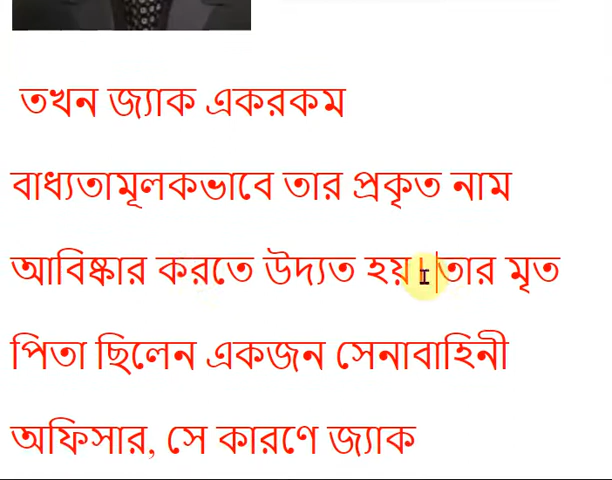 তখন জ্যাক একরকম
বাধ্যতামূলকভাবে তার প্রকৃত নাম
আবিষ্কার করতে উদ্যত হয় । তার মৃত
পিতা ছিলেন একজন সেনাবাহিনী
অফিসার, সে কারণে জ্যাক